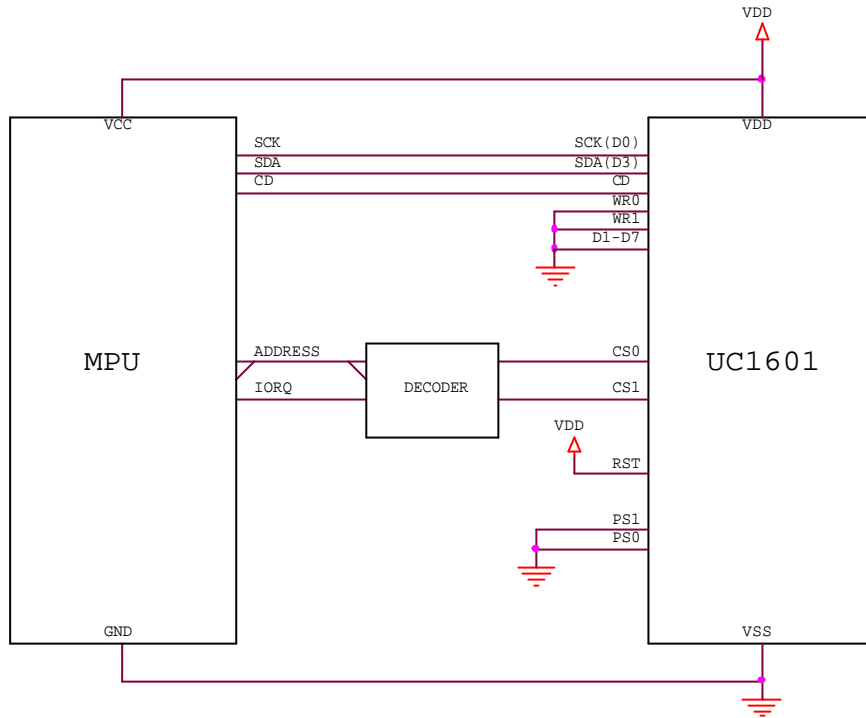 VDD
VCC
VDD
SCK
SCK(D0)
SDA
SDA(D3)
CD
CD
WR0
WR1
D1-D7
MPU
ADDRESS
CS0
UC1601
IORQ
DECODER
CS1
VDD
RST
PS1
PS0
GND
VSS